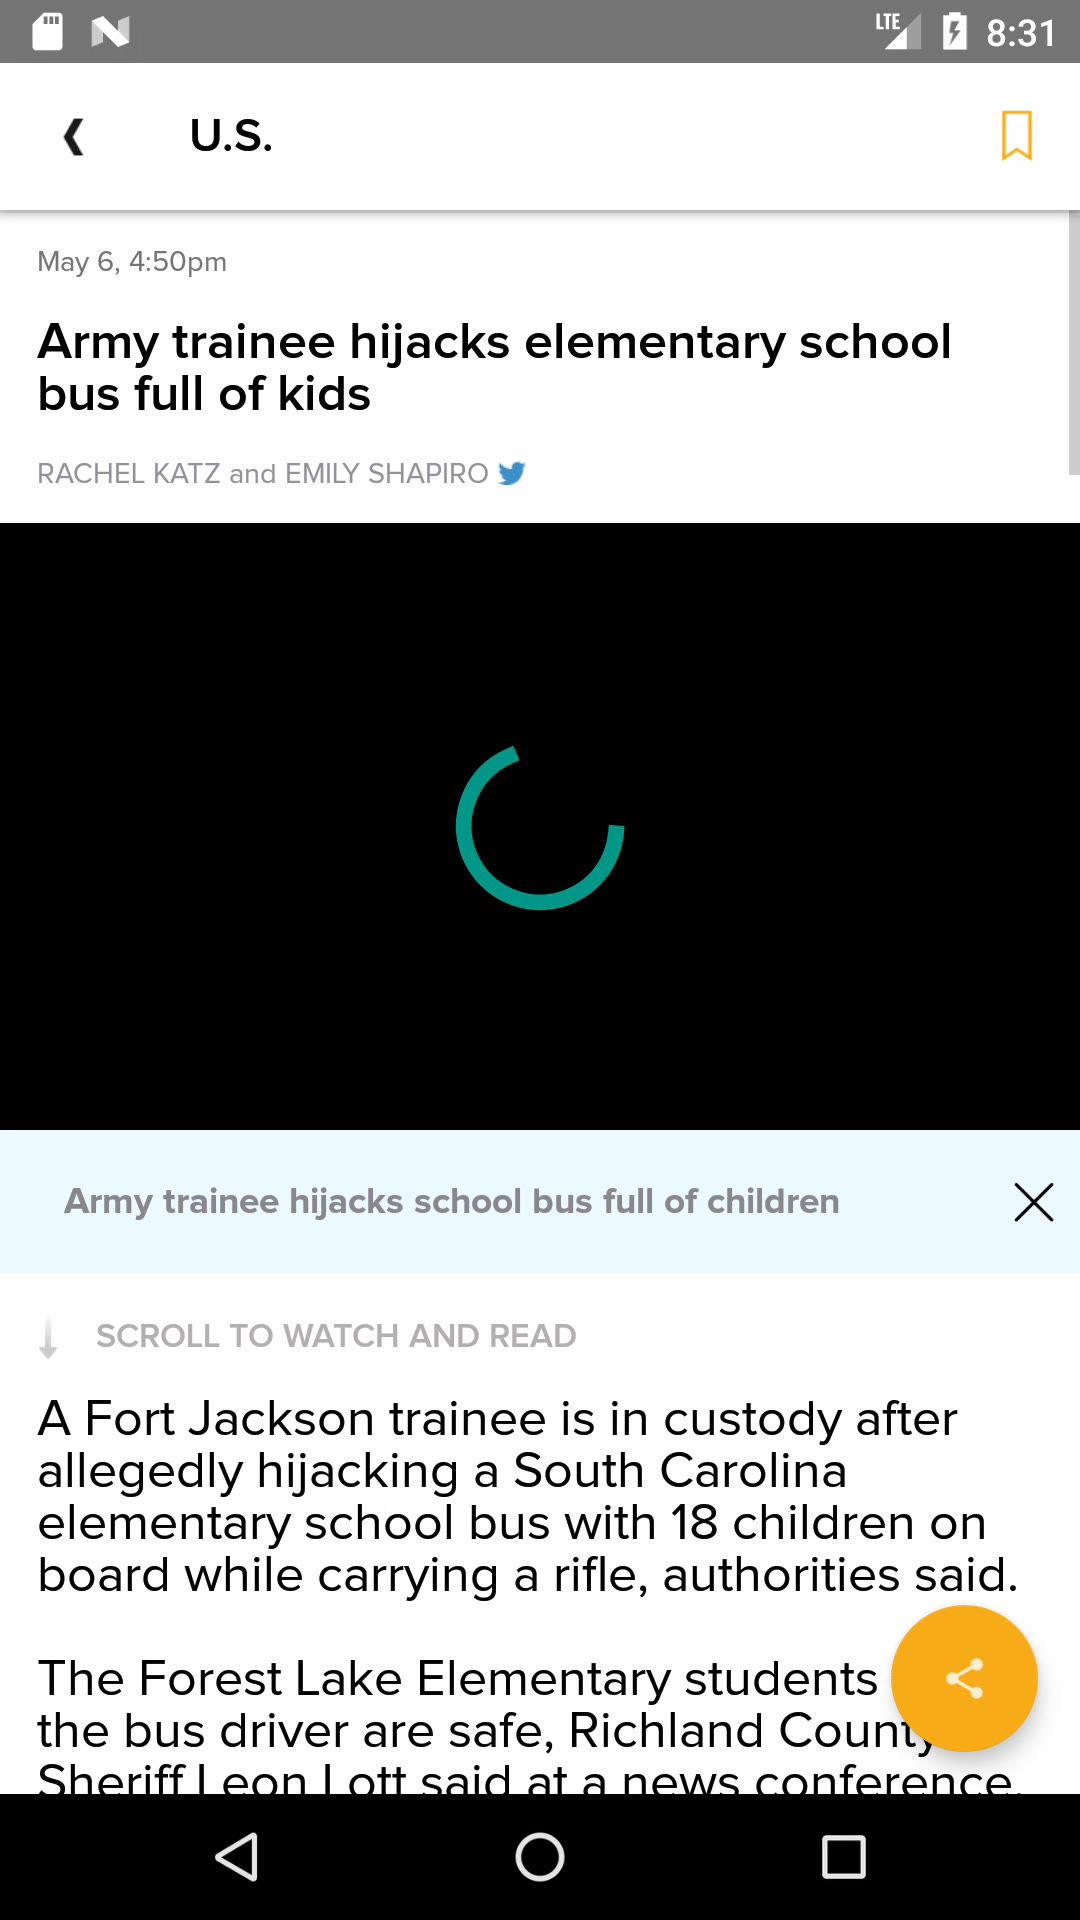 LTE 8:31
U.S.
May 6, 4:50pm
Army trainee hijacks elementary school
bus full of kids
RACHEL KATZ and EMILY SHAPIRO
Army trainee hijacks school bus full of children
SCROLL TO WATCH AND READ
A Fort Jackson trainee is in custody after
allegedly hijacking a South Carolina
elementary school bus with 18 children on
board while carrying a rifle, authorities said.
The Forest Lake Elementary students
the bus driver are safe, Richland County
Sheriff Leon Lott said at a news conference.